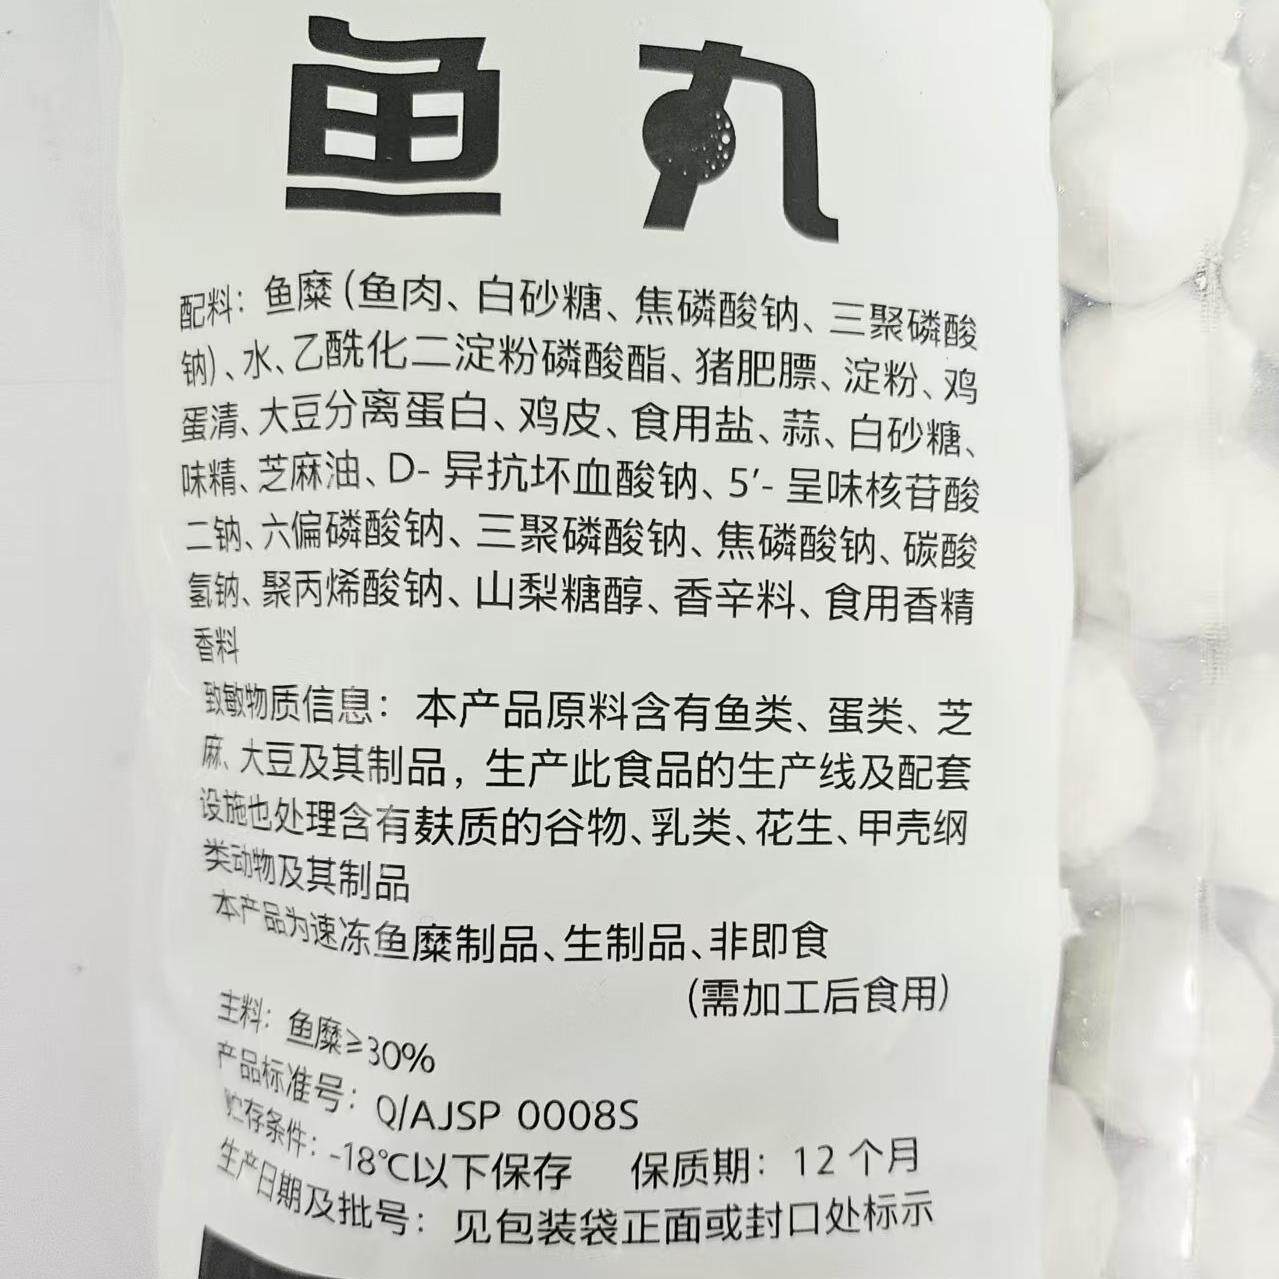 鱼丸
配料：鱼糜（鱼肉、白砂糖、焦磷酸钠、三聚磷酸
钠）、水、乙酰化二淀粉磷酸酯、猪肥膘、淀粉、鸡
蛋清、大豆分离蛋白、鸡皮、食用盐、蒜、白砂糖、
味精、芝麻油、D-异抗坏血酸钠、5′-呈味核苷酸
二钠、六偏磷酸钠、三聚磷酸钠、焦磷酸钠、碳酸
氢钠、聚丙烯酸钠、山梨糖醇、香辛料、食用香精
香料
致敏物质信息：本产品原料含有鱼类、蛋类、芝
麻、大豆及其制品，生产此食品的生产线及配套
设施也处理含有麸质的谷物、乳类、花生、甲壳纲
类动物及其制品
本产品为速冻鱼糜制品、生制品、非即食
（需加工后食用）
主料：鱼糜≥30%
产品标准号：Q/AJSP 0008S
贮存条件：-18℃以下保存 保质期：12个月
生产日期及批号：见包装袋正面或封口处标示